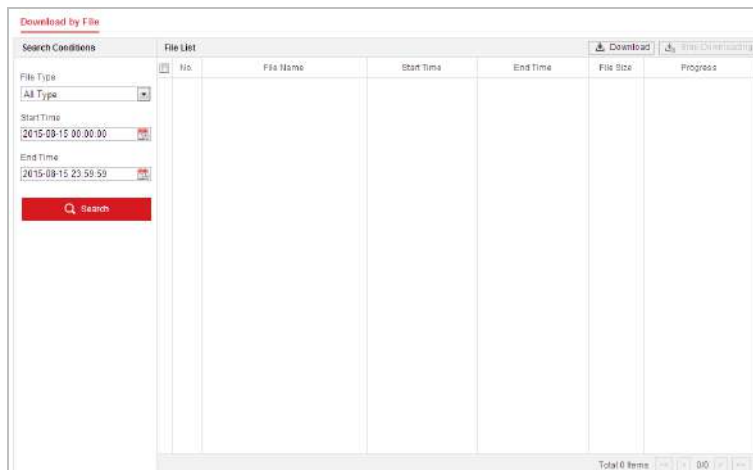 Download by File
Search Conditions
File List
Download
File Type
All Type
Start Time
2015-08-15 00:00:00
End Time
2015-08-15 23:59:59
Search
No.
File Name
Start Time
End Time
File Size
Progress
Total 0 Items
0/0